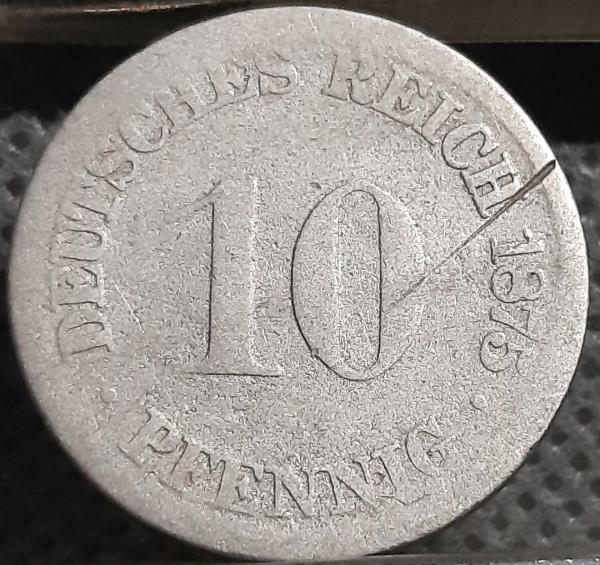 DEUTSCHES REICH 1875
10
PFENNIG